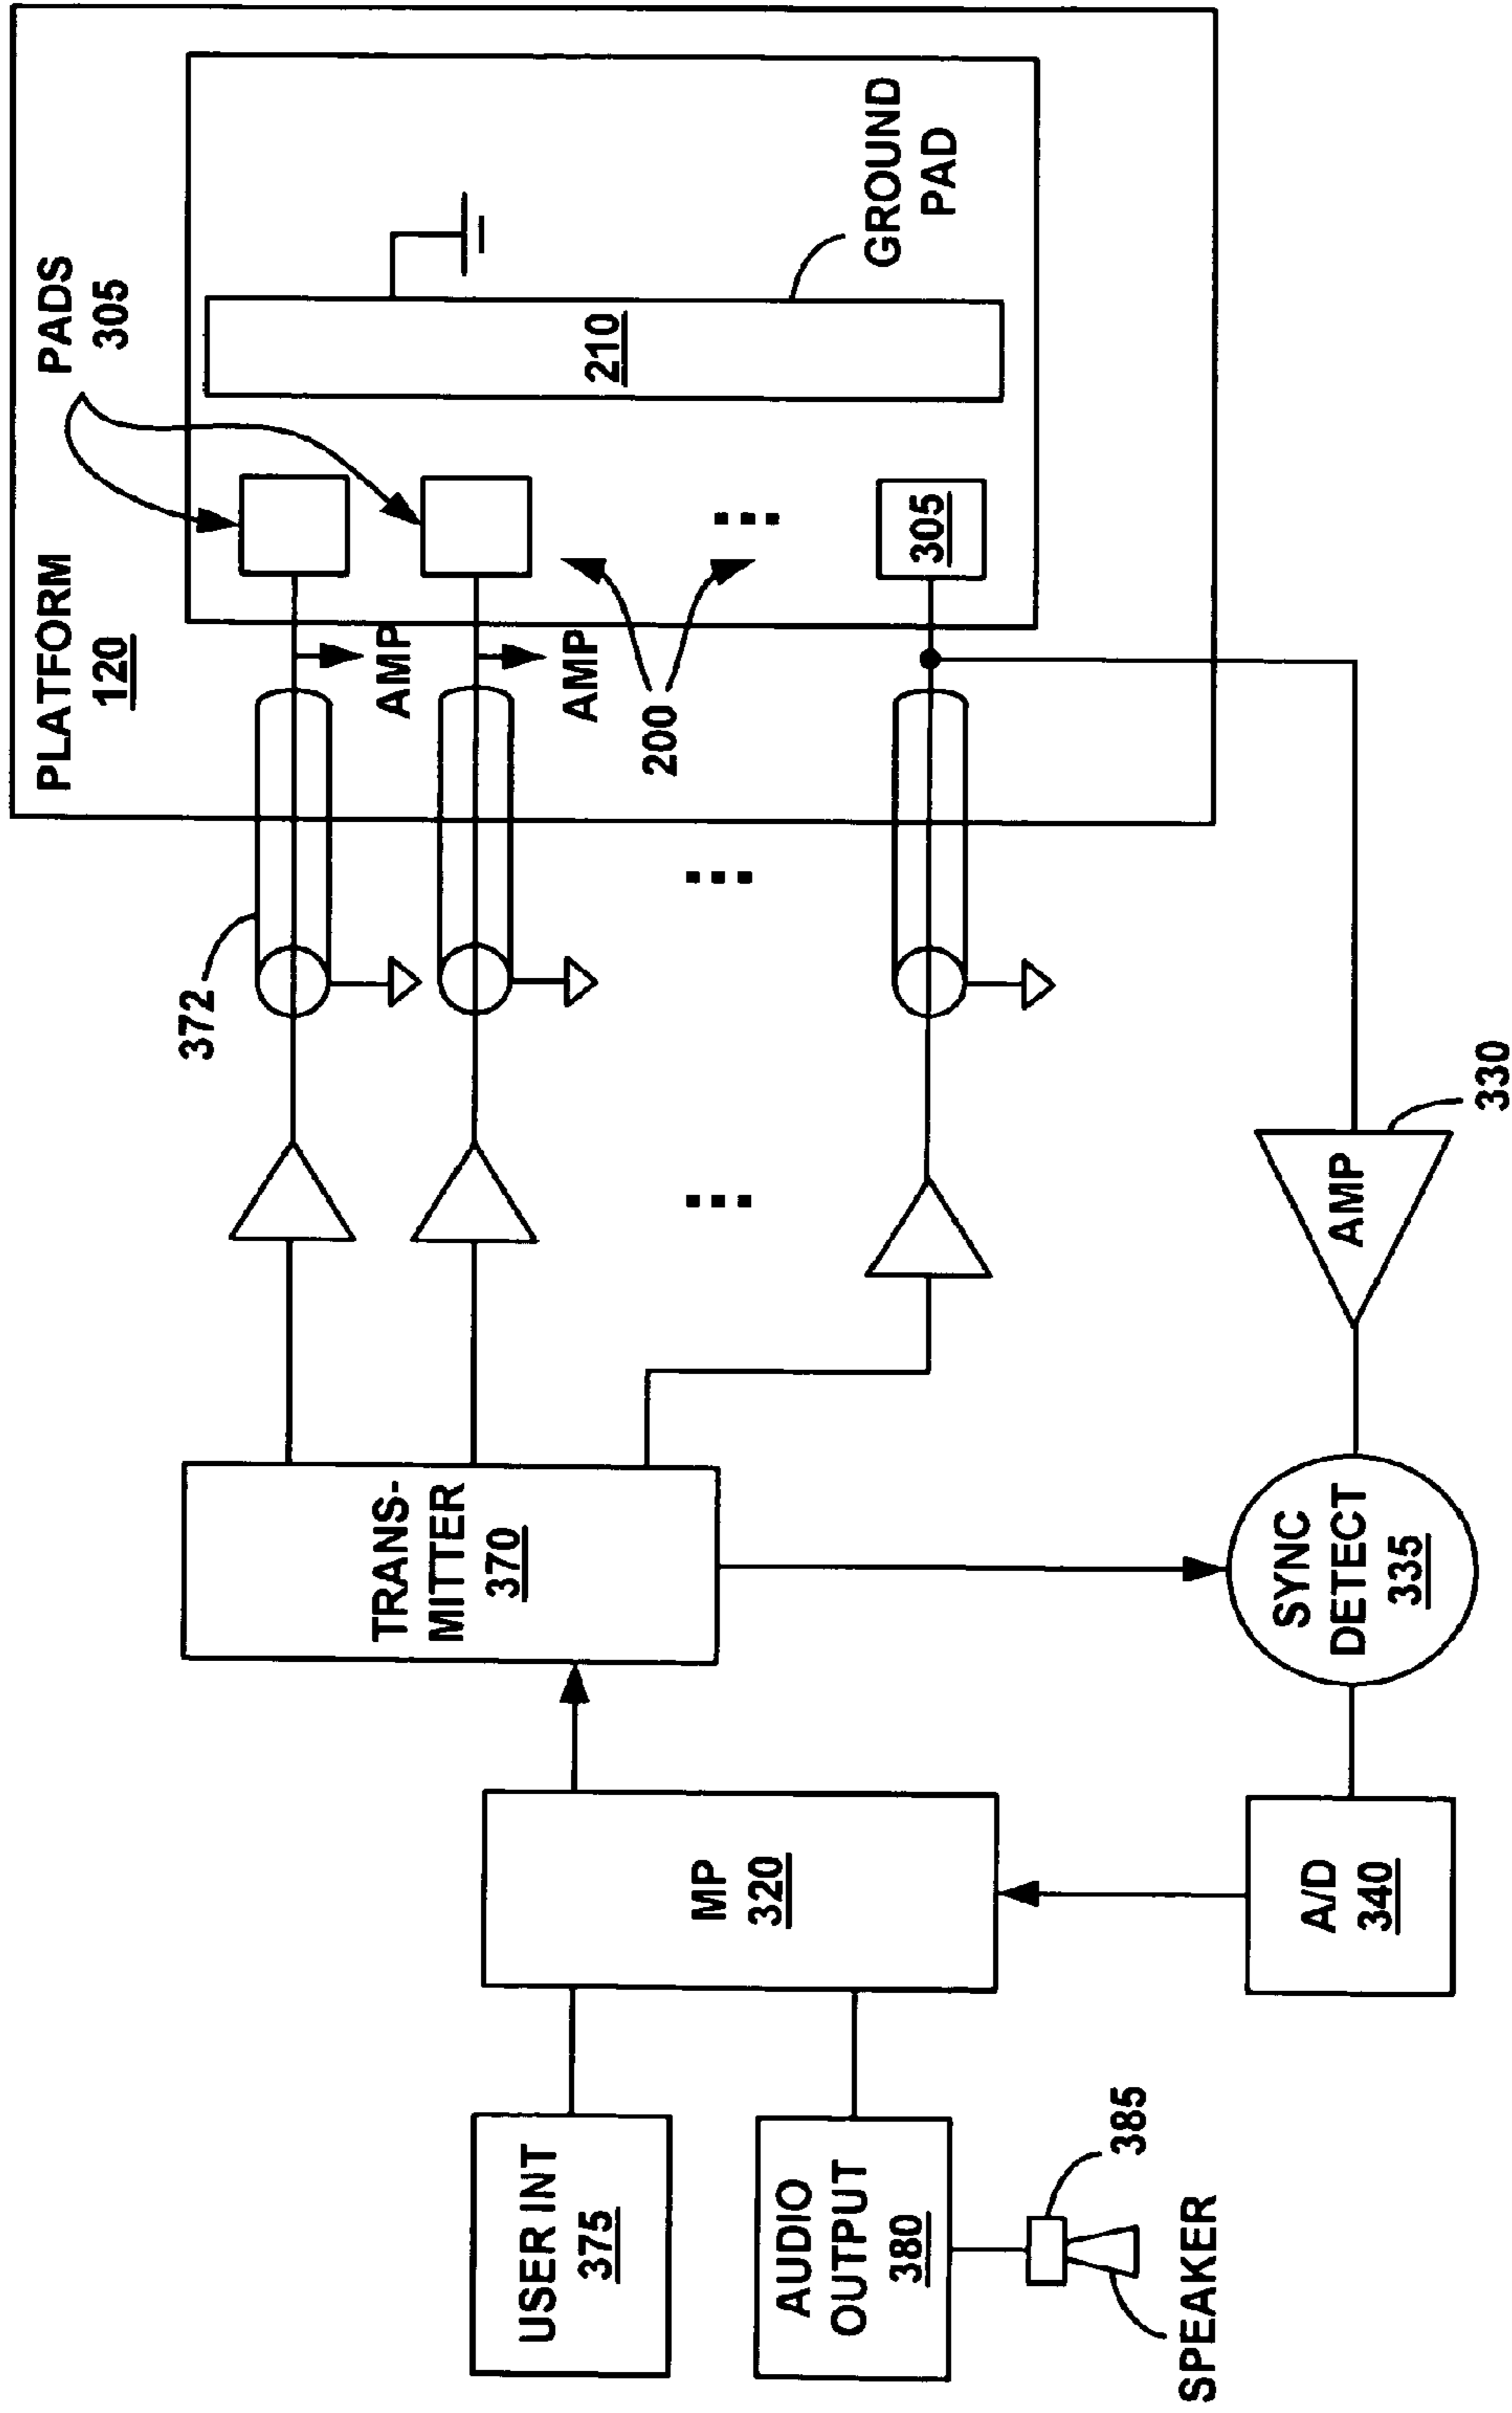 PLATFORM
120
PADS
305
372
AMP
AMP
200
305
210
GROUND
PAD
TRANS-
MITTER
370
USER INT
375
MP
320
AUDIO
OUTPUT
380
385
SPEAKER
A/D
340
SYNC
DETECT
335
AMP
330